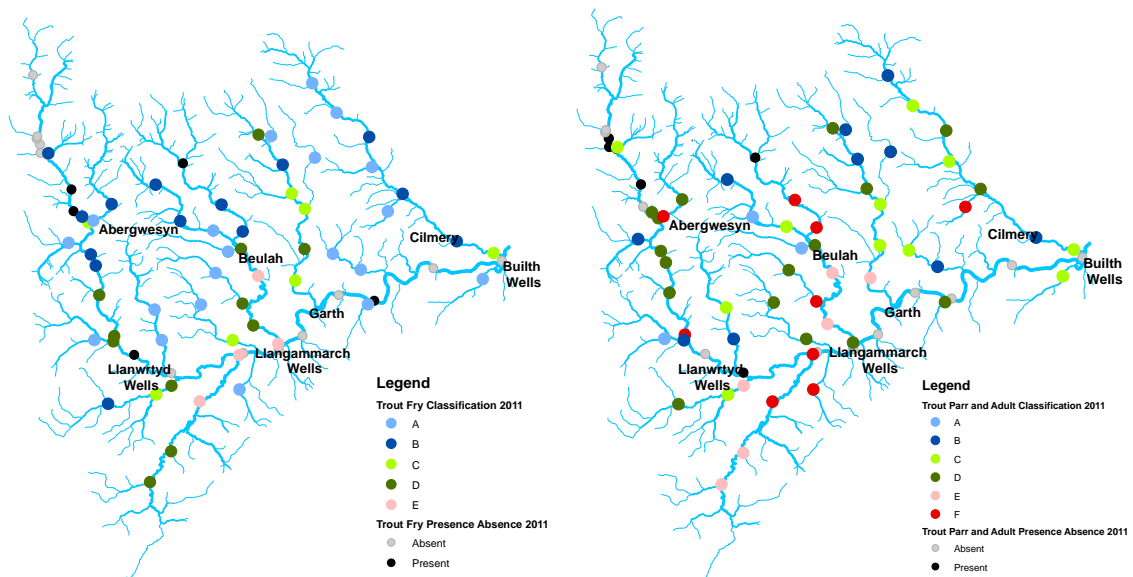 Abergwesyn
Beulah
Cilmery
Builth
Wells
Garth
Llangammarch
Wells
Llanwrtyd
Wells
Legend
Trout Fry Classification 2011
A
B
C
D
E
Trout Fry Presence Absence 2011
Absent
Present
Abergwesyn
Beulah
Cilmery
Builth
Wells
Garth
Llangammarch
Wells
Llanwrtyd
Wells
Legend
Trout Parr and Adult Classification 2011
A
B
C
D
E
F
Trout Parr and Adult Presence Absence 2011
Absent
Present